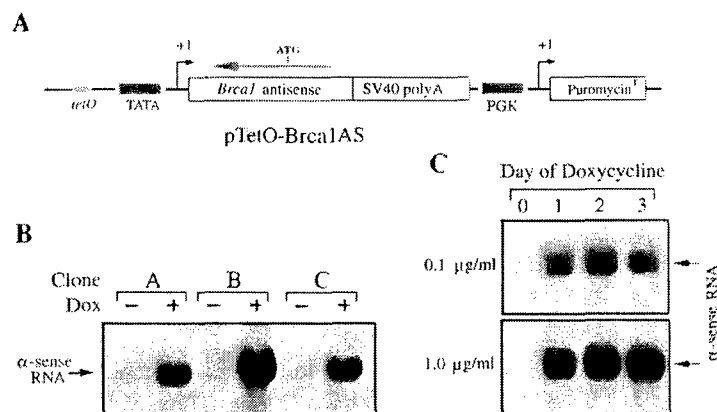 A
+1
ATG
+1
Brca1 antisense
SV40 polyA
Puromycin r
tetO
TATA
PGK
pTetO-Brca1AS
C
Day of Doxycycline
0 1 2 3
0.1 µg/ml
1.0 µg/ml
α-sense RNA
B
Clone A B C
Dox − + − + − +
α-sense
RNA